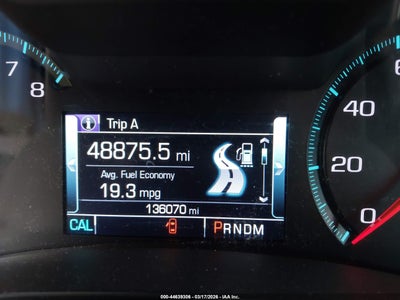 7
8
Trip A
48875.5 mi
Avg. Fuel Economy
19.3 mpg
136070 mi
CAL
PRNDM
40
20
0
000-44639306 - 03/17/2026 - IAA Inc.